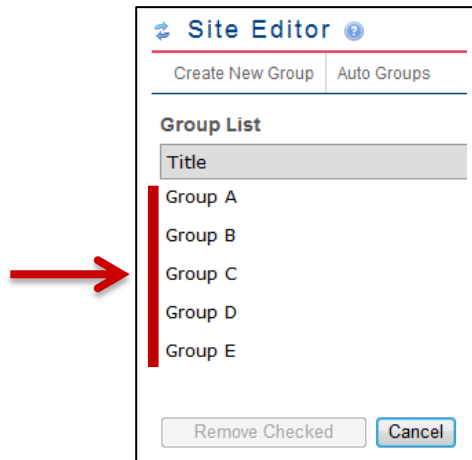 Site Editor ?
Create New Group Auto Groups
Group List
Title
Group A
Group B
Group C
Group D
Group E
Remove Checked Cancel